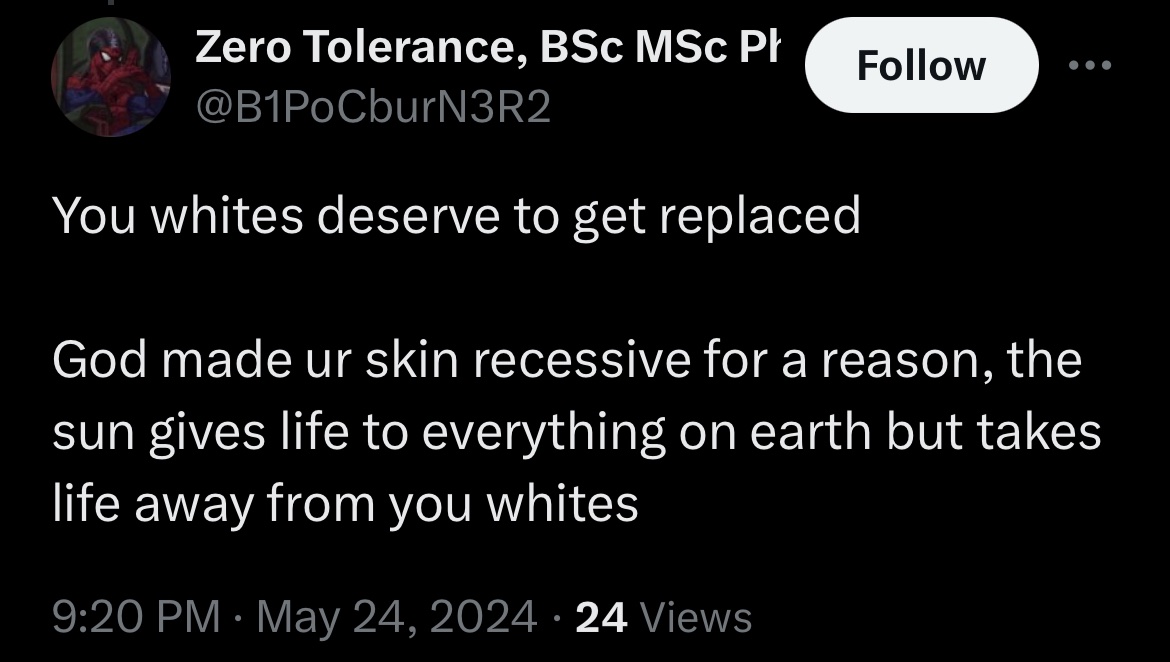 Zero Tolerance, BSc MSc
Follow
@B1PoCburN3R2
You whites deserve to get replaced
God made ur skin recessive for a reason, the
sun gives life to everything on earth but takes
life away from you whites
9:20 PM · May 24, 2024 · 24 Views